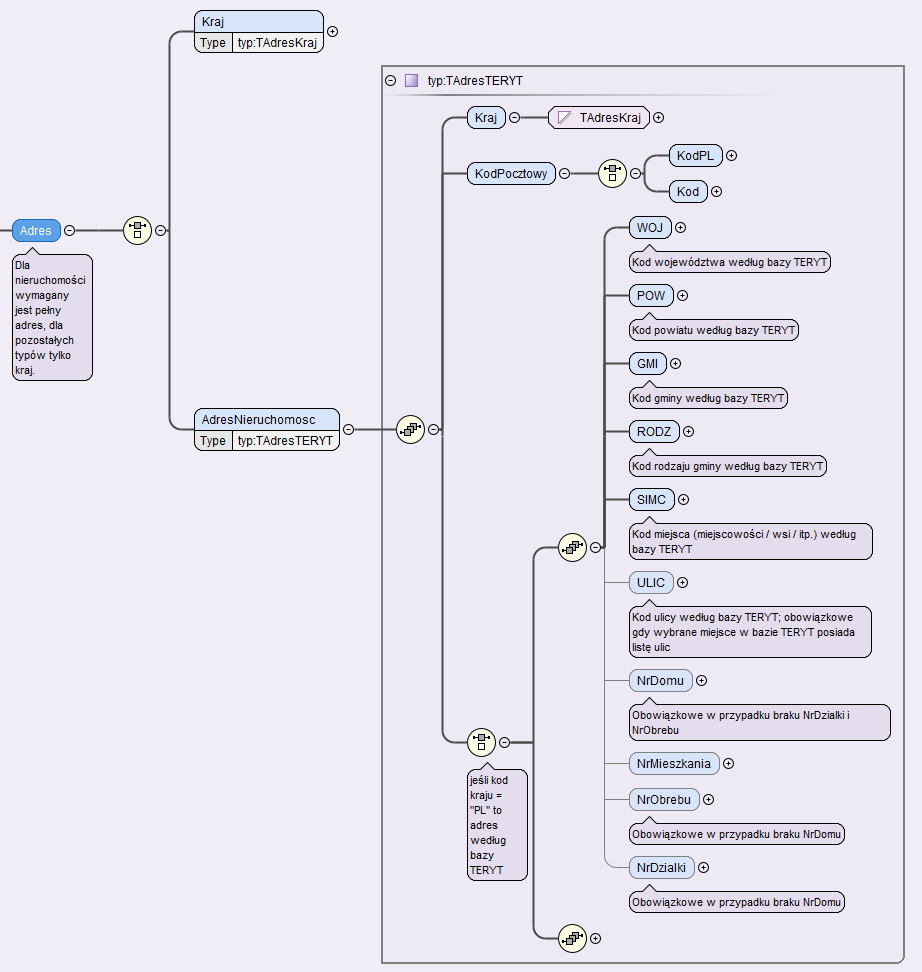 Kraj
Type typ:TAdresKraj
typ:TAdresTERYT
Kraj
TAdresKraj
KodPocztowy
KodPL
Kod
Adres
Dla
nieruchomości
wymagany
jest pełny
adres, dla
pozostałych
typów tylko
kraj.
WOJ
Kod województwa według bazy TERYT
POW
Kod powiatu według bazy TERYT
GMI
Kod gminy według bazy TERYT
AdresNieruchomosc
Type typ:TAdresTERYT
RODZ
Kod rodzaju gminy według bazy TERYT
SIMC
Kod miejsca (miejscowości / wsi / itp.) według
bazy TERYT
ULIC
Kod ulicy według bazy TERYT; obowiązkowe
gdy wybrane miejsce w bazie TERYT posiada
listę ulic
NrDomu
Obowiązkowe w przypadku braku NrDzialki i
NrObrebu
jeśli kod
kraju =
"PL" to
adres
według
bazy
TERYT
NrMieszkania
NrObrebu
Obowiązkowe w przypadku braku NrDomu
NrDzialki
Obowiązkowe w przypadku braku NrDomu